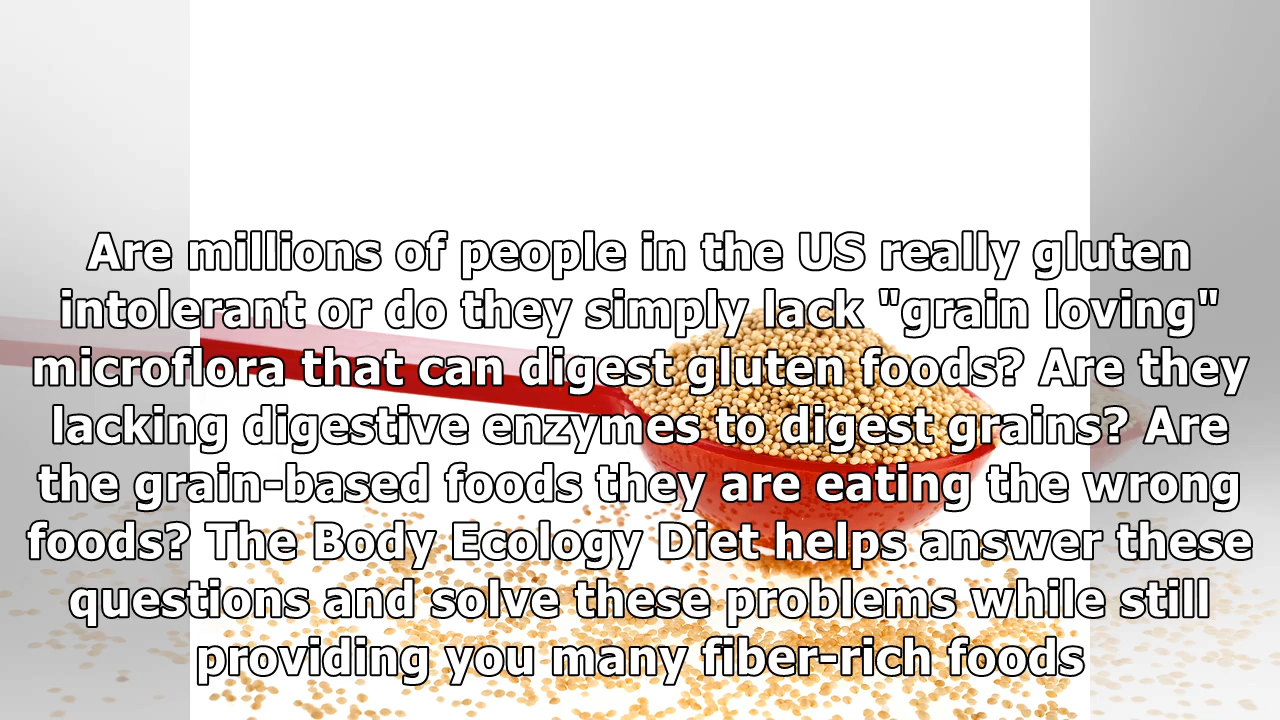 Are millions of people in the US really gluten
intolerant or do they simply lack "grain loving"
microflora that can digest gluten foods? Are they
lacking digestive enzymes to digest grains? Are
the grain-based foods they are eating the wrong
foods? The Body Ecology Diet helps answer these
questions and solve these problems while still
providing you many fiber-rich foods